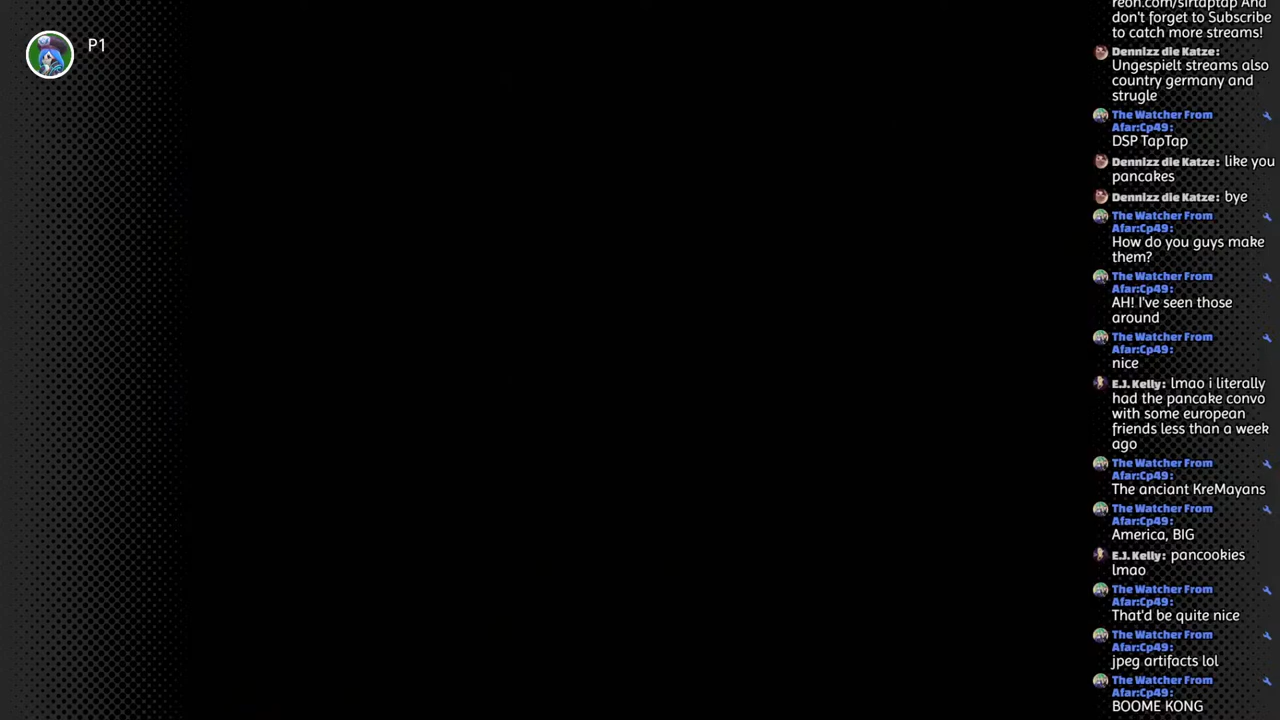 P1
reon.com/sirtaptap And
don't forget to Subscribe
to catch more streams!
Dennizz die Katze:
Ungespielt streams also
country germany and
strugle
The Watcher From
Afar:Cp49:
DSP TapTap
Dennizz die Katze: like you
pancakes
Dennizz die Katze: bye
The Watcher From
Afar:Cp49:
How do you guys make
them?
The Watcher From
Afar:Cp49:
AH! I've seen those
around
The Watcher From
Afar:Cp49:
nice
E.J. Kelly: lmao i literally
had the pancake convo
with some european
friends less than a week
ago
The Watcher From
Afar:Cp49:
The anciant KreMayans
The Watcher From
Afar:Cp49:
America, BIG
E.J. Kelly: pancookies
lmao
The Watcher From
Afar:Cp49:
That'd be quite nice
The Watcher From
Afar:Cp49:
jpeg artifacts lol
The Watcher From
Afar:Cp49:
BOOME KONG